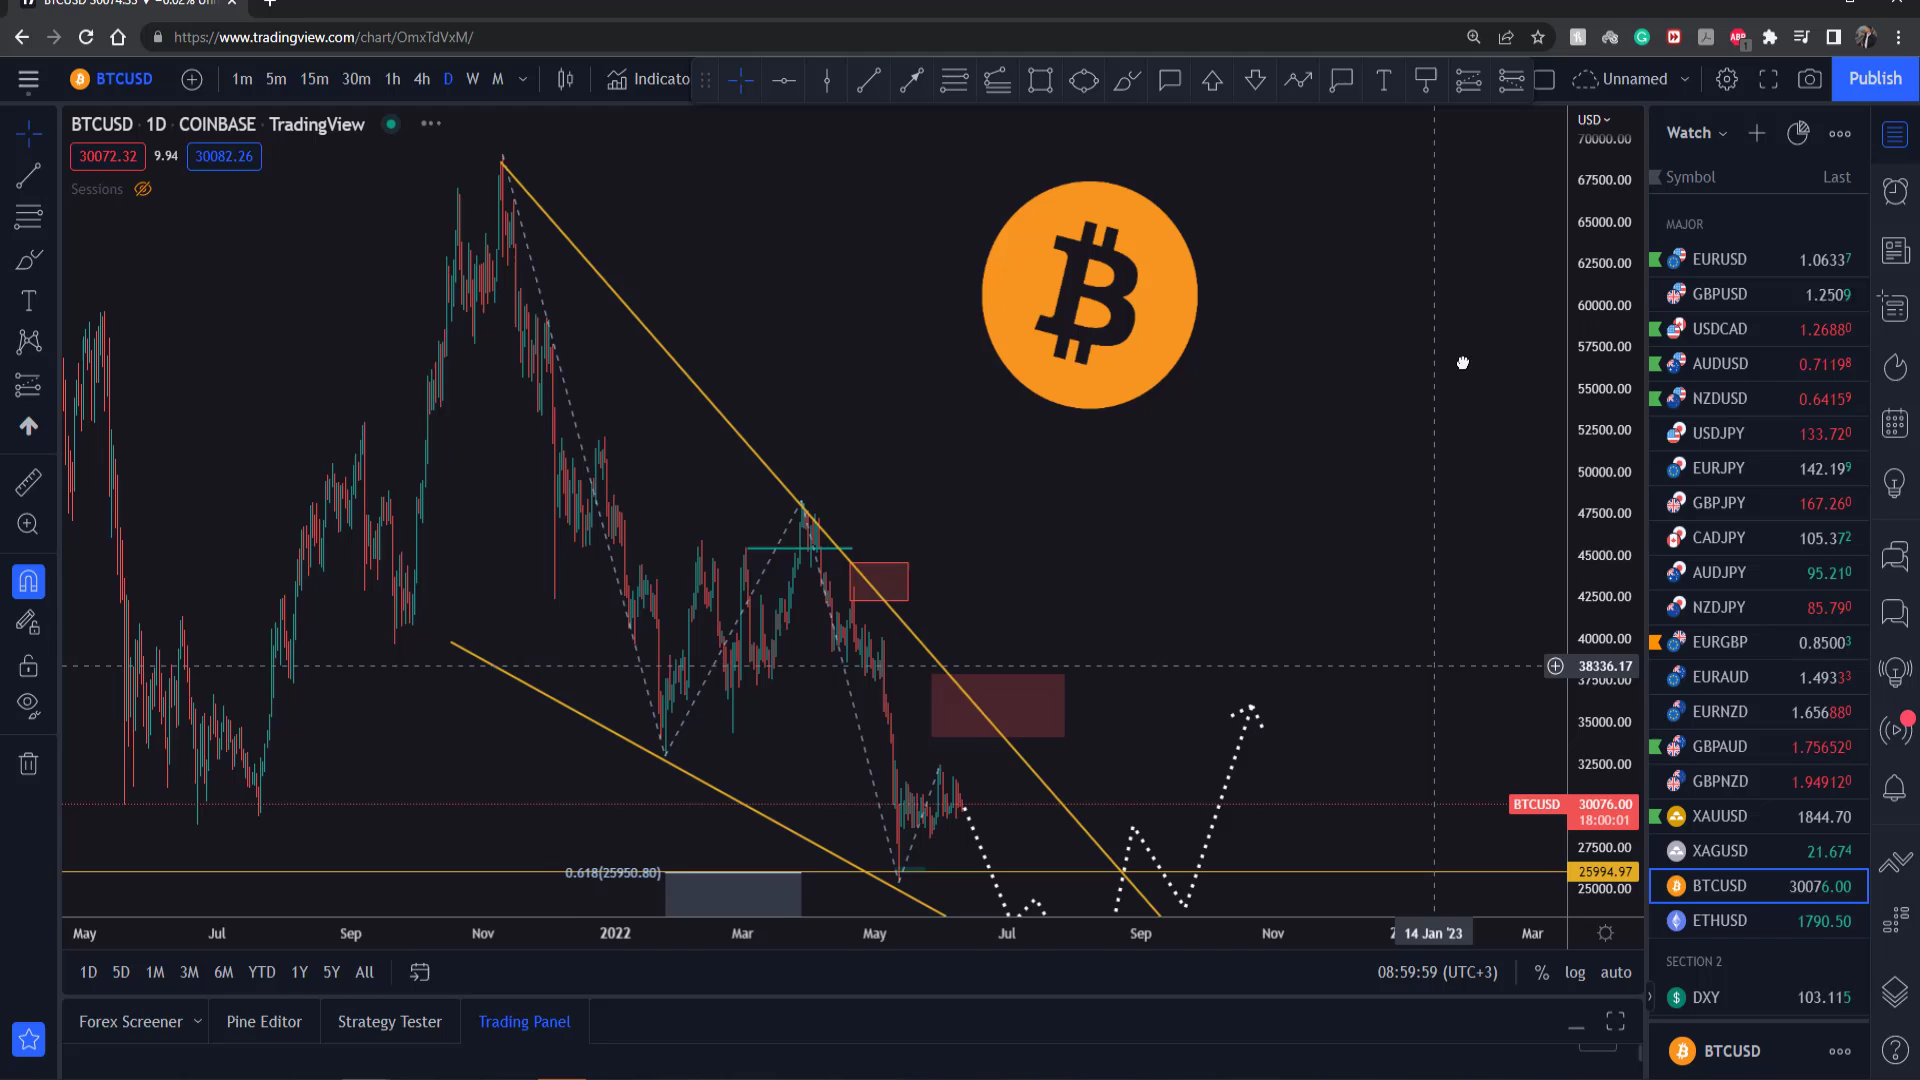 https://www.tradingview.com/chart/OmxTdVxM/
BTCUSD 1m 5m 15m 30m 1h 4h D W M Indicato Unnamed Publish
BTCUSD · 1D · COINBASE · TradingView
30072.32 9.94 30082.26
Sessions
USD
70000.00
67500.00
65000.00
62500.00
60000.00
57500.00
55000.00
52500.00
50000.00
47500.00
45000.00
42500.00
40000.00
38336.17
37500.00
35000.00
32500.00
BTCUSD 30076.00
18:00:01
27500.00
0.618(25950.80)
25994.97
25000.00
May Jul Sep Nov 2022 Mar May Jul Sep Nov 14 Jan '23 Mar
1D 5D 1M 3M 6M YTD 1Y 5Y All 08:59:59 (UTC+3) % log auto
Forex Screener Pine Editor Strategy Tester Trading Panel
Watch
Symbol Last
MAJOR
EURUSD 1.06337
GBPUSD 1.2509
USDCAD 1.26880
AUDUSD 0.71198
NZDUSD 0.64159
USDJPY 133.720
EURJPY 142.199
GBPJPY 167.260
CADJPY 105.372
AUDJPY 95.210
NZDJPY 85.790
EURGBP 0.85003
EURAUD 1.49333
EURNZD 1.656880
GBPAUD 1.756520
GBPNZD 1.949120
XAUUSD 1844.70
XAGUSD 21.674
BTCUSD 30076.00
ETHUSD 1790.50
SECTION 2
DXY 103.115
BTCUSD